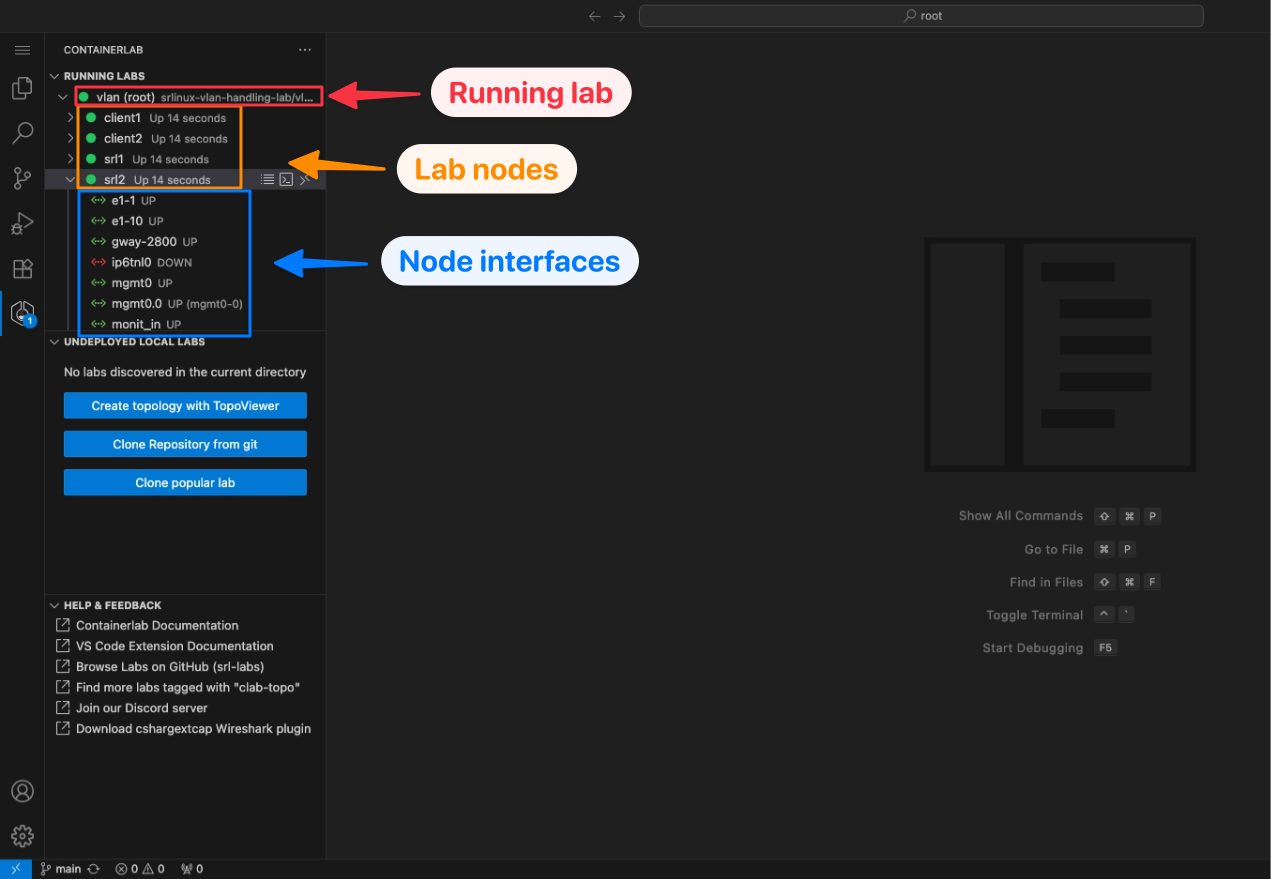 root
CONTAINERLAB
RUNNING LABS
vlan (root) srlinux-vlan-handling-lab/vl...
Running lab
client1 Up 14 seconds
client2 Up 14 seconds
srl1 Up 14 seconds
Lab nodes
srl2 Up 14 seconds
e1-1 UP
e1-10 UP
gway-2800 UP
ip6tnl0 DOWN
Node interfaces
mgmt0 UP
mgmt0.0 UP (mgmt0-0)
monit_in UP
1
UNDEPLOYED LOCAL LABS
No labs discovered in the current directory
Create topology with TopoViewer
Clone Repository from git
Clone popular lab
Show All Commands ⇧ ⌘ P
Go to File ⌘ P
Find in Files ⇧ ⌘ F
Toggle Terminal ^ `
Start Debugging F5
HELP & FEEDBACK
Containerlab Documentation
VS Code Extension Documentation
Browse Labs on GitHub (srl-labs)
Find more labs tagged with "clab-topo"
Join our Discord server
Download cshargextcap Wireshark plugin
main 0 0 0